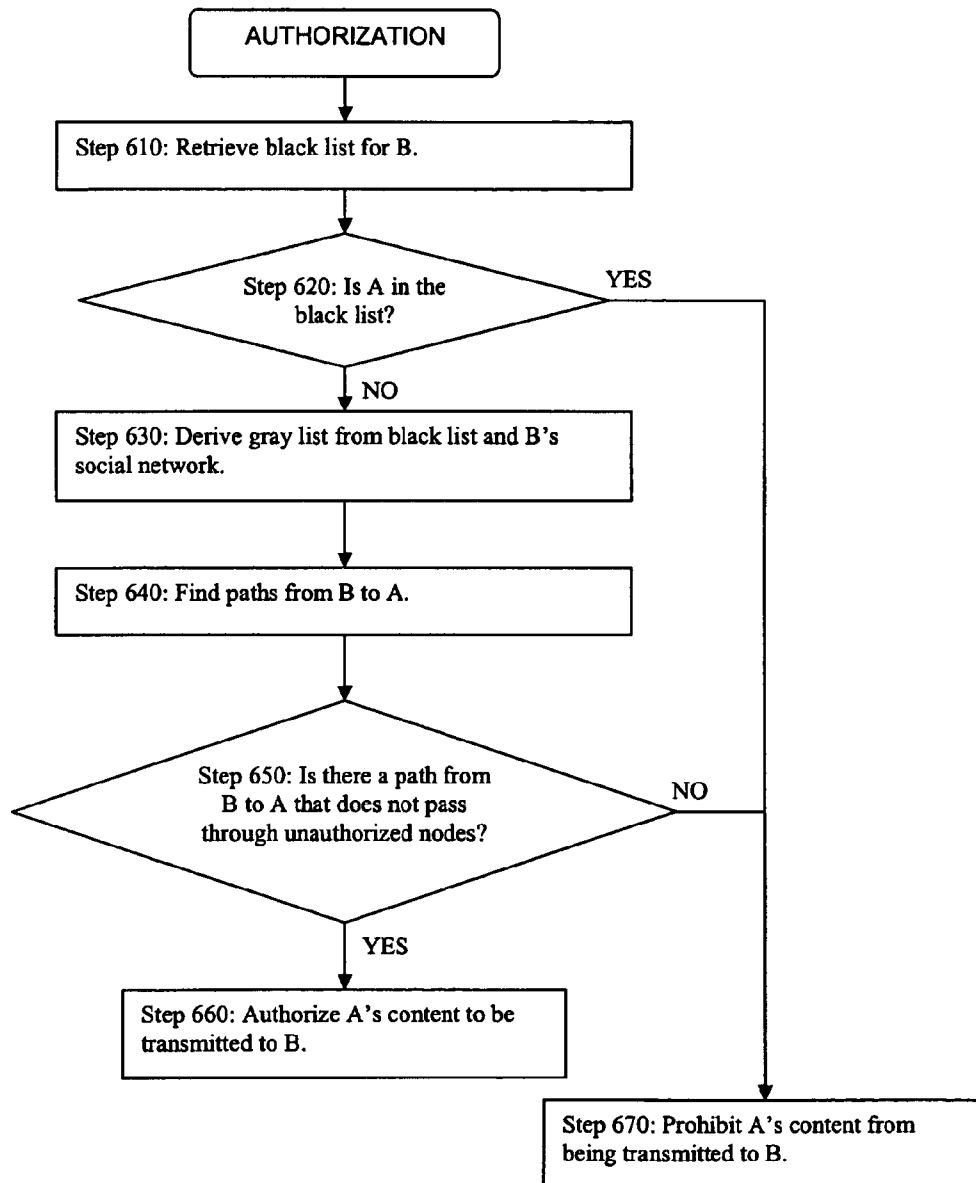 AUTHORIZATION
Step 610: Retrieve black list for B.
Step 620: Is A in the
black list?
YES
NO
Step 630: Derive gray list from black list and B's
social network.
Step 640: Find paths from B to A.
Step 650: Is there a path from
B to A that does not pass
through unauthorized nodes?
NO
YES
Step 660: Authorize A's content to be
transmitted to B.
Step 670: Prohibit A's content from
being transmitted to B.